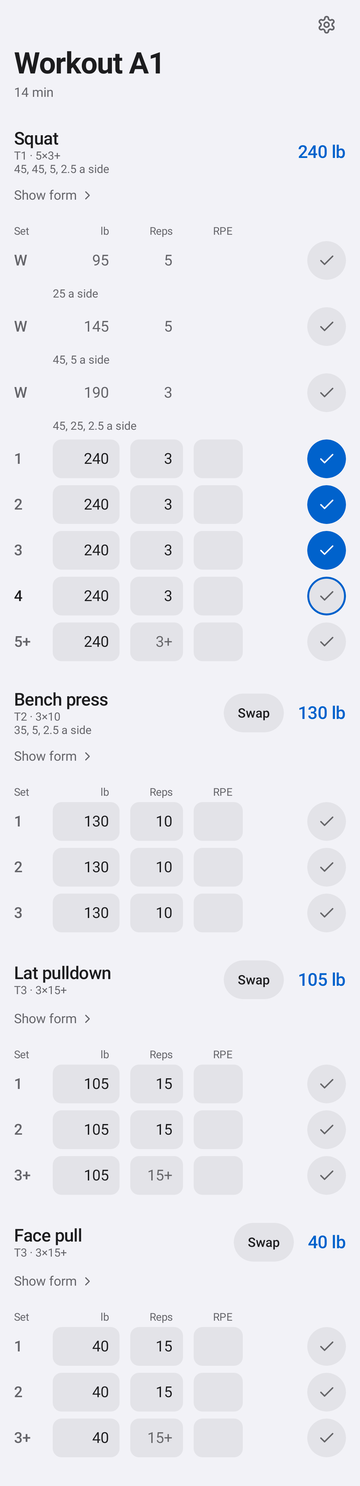 Workout A1
14 min
Squat
T1 · 5×3+
45, 45, 5, 2.5 a side
240 lb
Show form
Set lb Reps RPE
W 95 5
25 a side
W 145 5
45, 5 a side
W 190 3
45, 25, 2.5 a side
1 240 3
2 240 3
3 240 3
4 240 3
5+ 240 3+
Bench press
T2 · 3×10
35, 5, 2.5 a side
Swap 130 lb
Show form
Set lb Reps RPE
1 130 10
2 130 10
3 130 10
Lat pulldown
T3 · 3×15+
Swap 105 lb
Show form
Set lb Reps RPE
1 105 15
2 105 15
3+ 105 15+
Face pull
T3 · 3×15+
Swap 40 lb
Show form
Set lb Reps RPE
1 40 15
2 40 15
3+ 40 15+